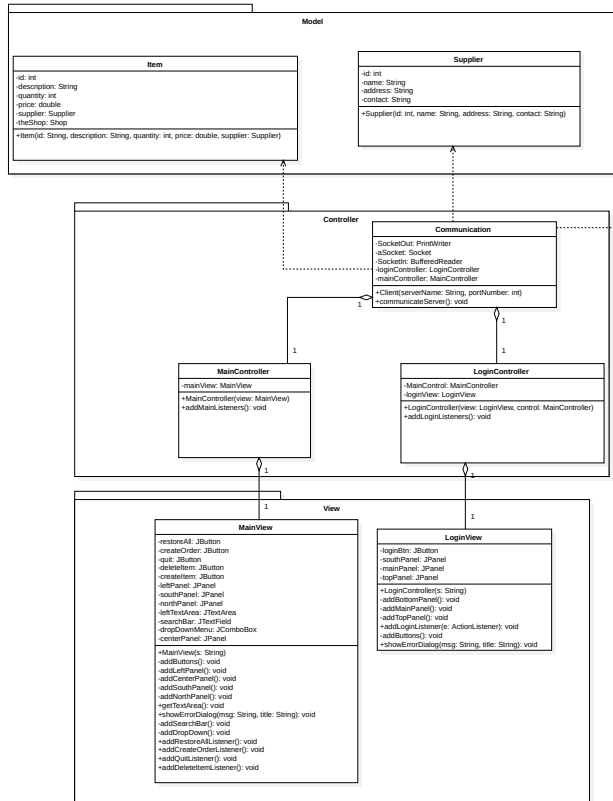 Model
Item
-id: int
-description: String
-quantity: int
-price: double
-supplier: Supplier
-theShop: Shop
+Item(id: String, description: String, quantity: int, price: double, supplier: Supplier)
Supplier
-id: int
-name: String
-address: String
-contact: String
+Supplier(id: int, name: String, address: String, contact: String)
Controller
Communication
-SocketOut: PrintWriter
-aSocket: Socket
-SocketIn: BufferedReader
-loginController: LoginController
-mainController: MainController
+Client(serverName: String, portNumber: int)
+communicateServer(): void
1
1
1
1
MainController
-mainView: MainView
+MainController(view: MainView)
+addMainListeners(): void
LoginController
-MainControl: MainController
-loginView: LoginView
+LoginController(view: LoginView, control: MainController)
+addLoginListeners(): void
1
1
1
1
View
MainView
-restoreAll: JButton
-createOrder: JButton
-quit: JButton
-deleteItem: JButton
-createItem: JButton
-leftPanel: JPanel
-southPanel: JPanel
-northPanel: JPanel
-leftTextArea: JTextArea
-searchBar: JTextField
-dropDownMenu: JComboBox
-centerPanel: JPanel
+MainView(s: String)
-addButtons(): void
-addLeftPanel(): void
-addCenterPanel(): void
-addSouthPanel(): void
-addNorthPanel(): void
+getTextArea(): void
+showErrorDialog(msg: String, title: String): void
-addSearchBar(): void
-addDropDown(): void
+addRestoreAllListener(): void
+addCreateOrderListener(): void
+addQuitListener(): void
+addDeleteItemListener(): void
LoginView
-loginBtn: JButton
-southPanel: JPanel
-mainPanel: JPanel
-topPanel: JPanel
+LoginController(s: String)
-addBottomPanel(): void
-addMainPanel(): void
-addTopPanel(): void
+addLoginListener(e: ActionListener): void
-addButtons(): void
+showErrorDialog(msg: String, title: String): void